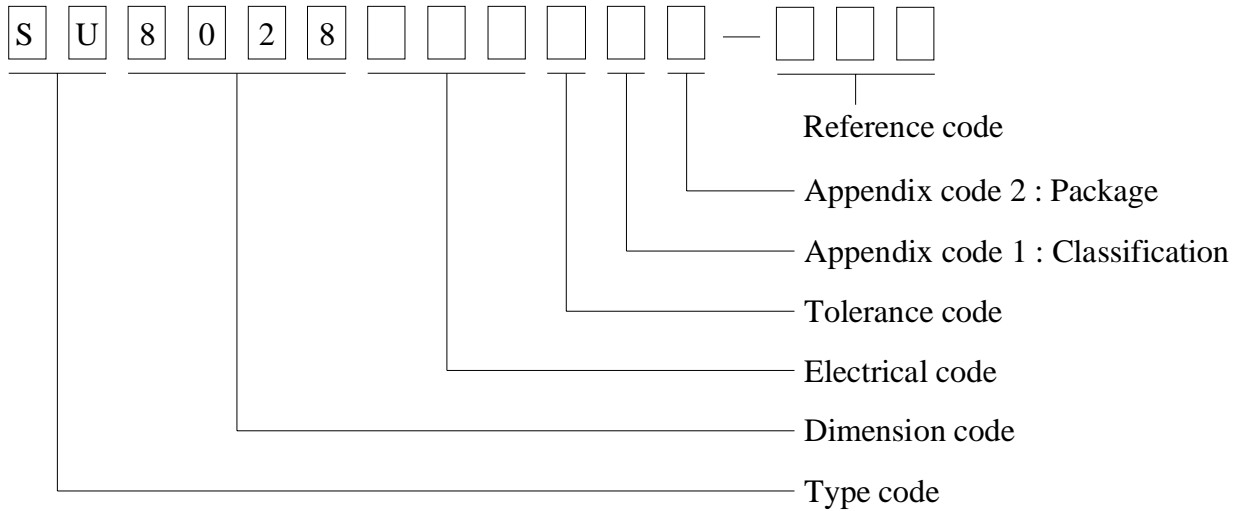 S U 8 0 2 8 —
Reference code
Appendix code 2 : Package
Appendix code 1 : Classification
Tolerance code
Electrical code
Dimension code
Type code